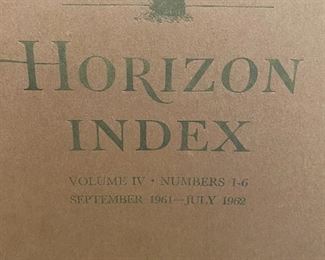 HORIZON
INDEX
VOLUME IV · NUMBERS 1-6
SEPTEMBER 1961—JULY 1962